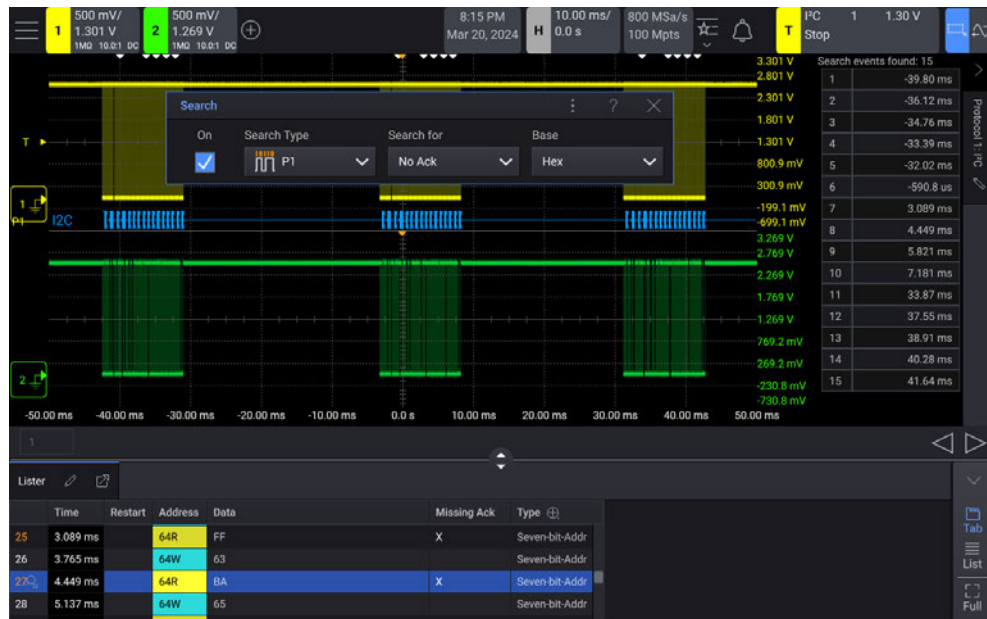 500 mV/
1
1.301 V
1MΩ 10.0:1 DC
500 mV/
2
1.269 V
1MΩ 10.0:1 DC
8:15 PM
Mar 20, 2024
H
10.00 ms/
0.0 s
800 MSa/s
100 Mpts
T
I²C 1 1.30 V
Stop
3.301 V
2.801 V
2.301 V
1.801 V
1.301 V
800.9 mV
300.9 mV
-199.1 mV
-699.1 mV
3.269 V
2.769 V
2.269 V
1.769 V
1.269 V
769.2 mV
269.2 mV
-230.8 mV
-730.8 mV
T
1
P1 I2C
2
Search ?
On Search Type Search for Base
P1 No Ack Hex
Search events found: 15
1 -39.80 ms
2 -36.12 ms
3 -34.76 ms
4 -33.39 ms
5 -32.02 ms
6 -590.8 us
7 3.089 ms
8 4.449 ms
9 5.821 ms
10 7.181 ms
11 33.87 ms
12 37.55 ms
13 38.91 ms
14 40.28 ms
15 41.64 ms
Protocol 1: I²C
-50.00 ms -40.00 ms -30.00 ms -20.00 ms -10.00 ms 0.0 s 10.00 ms 20.00 ms 30.00 ms 40.00 ms 50.00 ms
1
Lister
Time Restart Address Data Missing Ack Type
25 3.089 ms 64R FF X Seven-bit-Addr
26 3.765 ms 64W 63 Seven-bit-Addr
27 4.449 ms 64R BA X Seven-bit-Addr
28 5.137 ms 64W 65 Seven-bit-Addr
Tab
List
Full